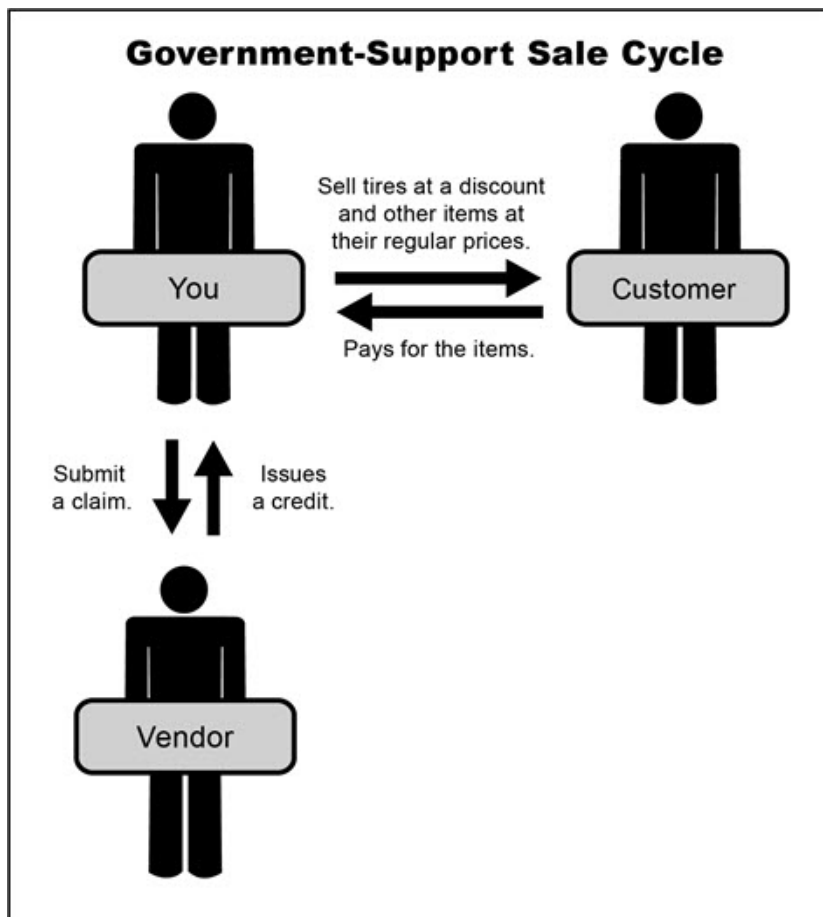 Government-Support Sale Cycle
Sell tires at a discount
and other items at
their regular prices.
You
Customer
Pays for the items.
Submit
a claim.
Issues
a credit.
Vendor